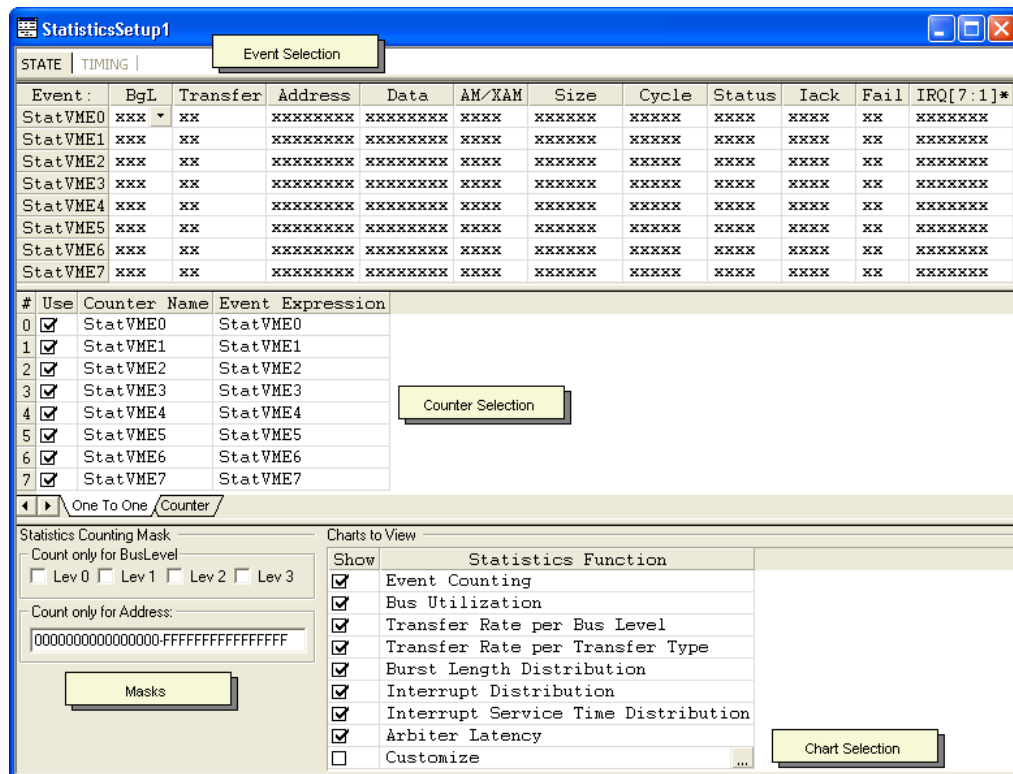 StatisticsSetup1
Event Selection
STATE TIMING
Event: BgL Transfer Address Data AM/XAM Size Cycle Status Iack Fail IRQ[7:1]*
StatVME0 xxx xx xxxxxxxx xxxxxxxx xxxx xxxxxx xxxxx xxxx xxxx xx xxxxxxx
StatVME1 xxx xx xxxxxxxx xxxxxxxx xxxx xxxxxx xxxxx xxxx xxxx xx xxxxxxx
StatVME2 xxx xx xxxxxxxx xxxxxxxx xxxx xxxxxx xxxxx xxxx xxxx xx xxxxxxx
StatVME3 xxx xx xxxxxxxx xxxxxxxx xxxx xxxxxx xxxxx xxxx xxxx xx xxxxxxx
StatVME4 xxx xx xxxxxxxx xxxxxxxx xxxx xxxxxx xxxxx xxxx xxxx xx xxxxxxx
StatVME5 xxx xx xxxxxxxx xxxxxxxx xxxx xxxxxx xxxxx xxxx xxxx xx xxxxxxx
StatVME6 xxx xx xxxxxxxx xxxxxxxx xxxx xxxxxx xxxxx xxxx xxxx xx xxxxxxx
StatVME7 xxx xx xxxxxxxx xxxxxxxx xxxx xxxxxx xxxxx xxxx xxxx xx xxxxxxx
# Use Counter Name Event Expression
0 StatVME0 StatVME0
1 StatVME1 StatVME1
2 StatVME2 StatVME2
3 StatVME3 StatVME3
4 StatVME4 StatVME4
5 StatVME5 StatVME5
6 StatVME6 StatVME6
7 StatVME7 StatVME7
Counter Selection
One To One Counter
Statistics Counting Mask
Count only for BusLevel
Lev 0 Lev 1 Lev 2 Lev 3
Count only for Address:
0000000000000000-FFFFFFFFFFFFFFFF
Masks
Charts to View
Show Statistics Function
Event Counting
Bus Utilization
Transfer Rate per Bus Level
Transfer Rate per Transfer Type
Burst Length Distribution
Interrupt Distribution
Interrupt Service Time Distribution
Arbiter Latency
Customize ...
Chart Selection